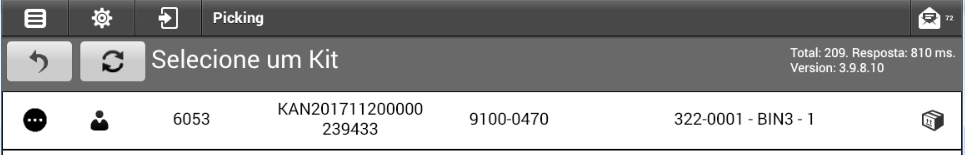 Picking
72
Selecione um Kit
Total: 209. Resposta: 810 ms.
Version: 3.9.8.10
6053
KAN201711200000
239433
9100-0470
322-0001 - BIN3 - 1